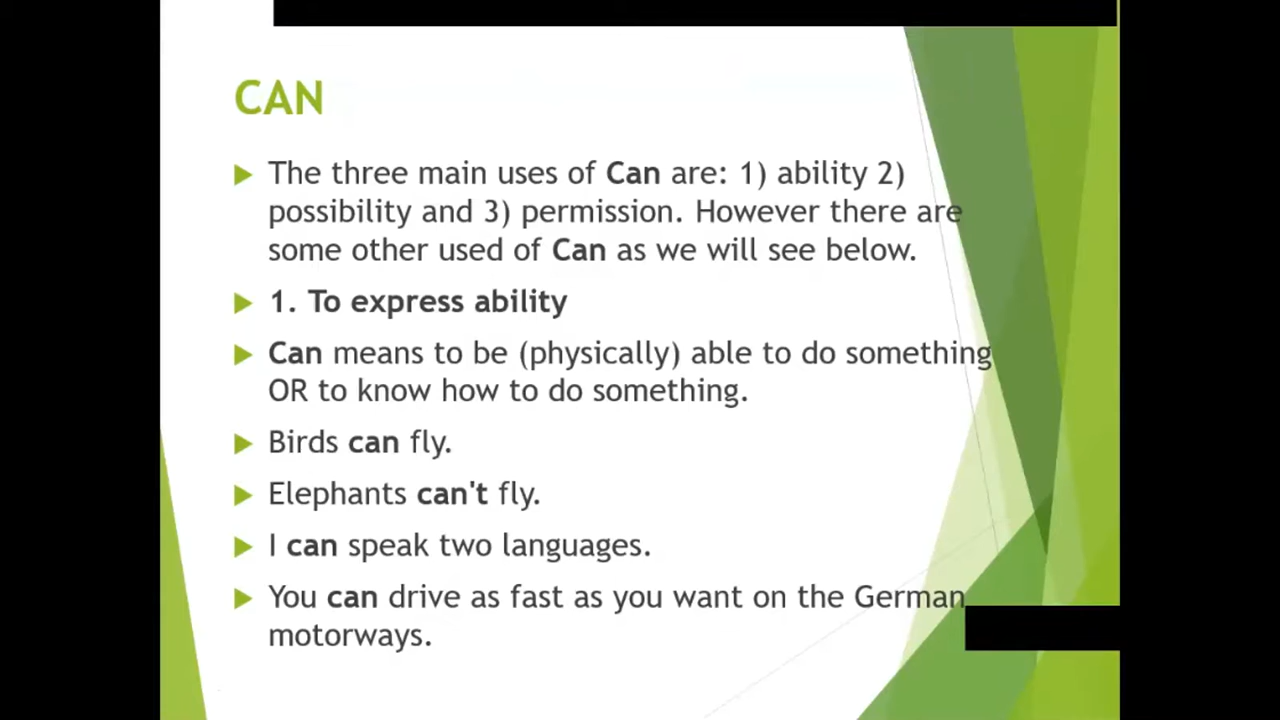 CAN
The three main uses of Can are: 1) ability 2)
possibility and 3) permission. However there are
some other used of Can as we will see below.
1. To express ability
Can means to be (physically) able to do something
OR to know how to do something.
Birds can fly.
Elephants can't fly.
I can speak two languages.
You can drive as fast as you want on the German
motorways.